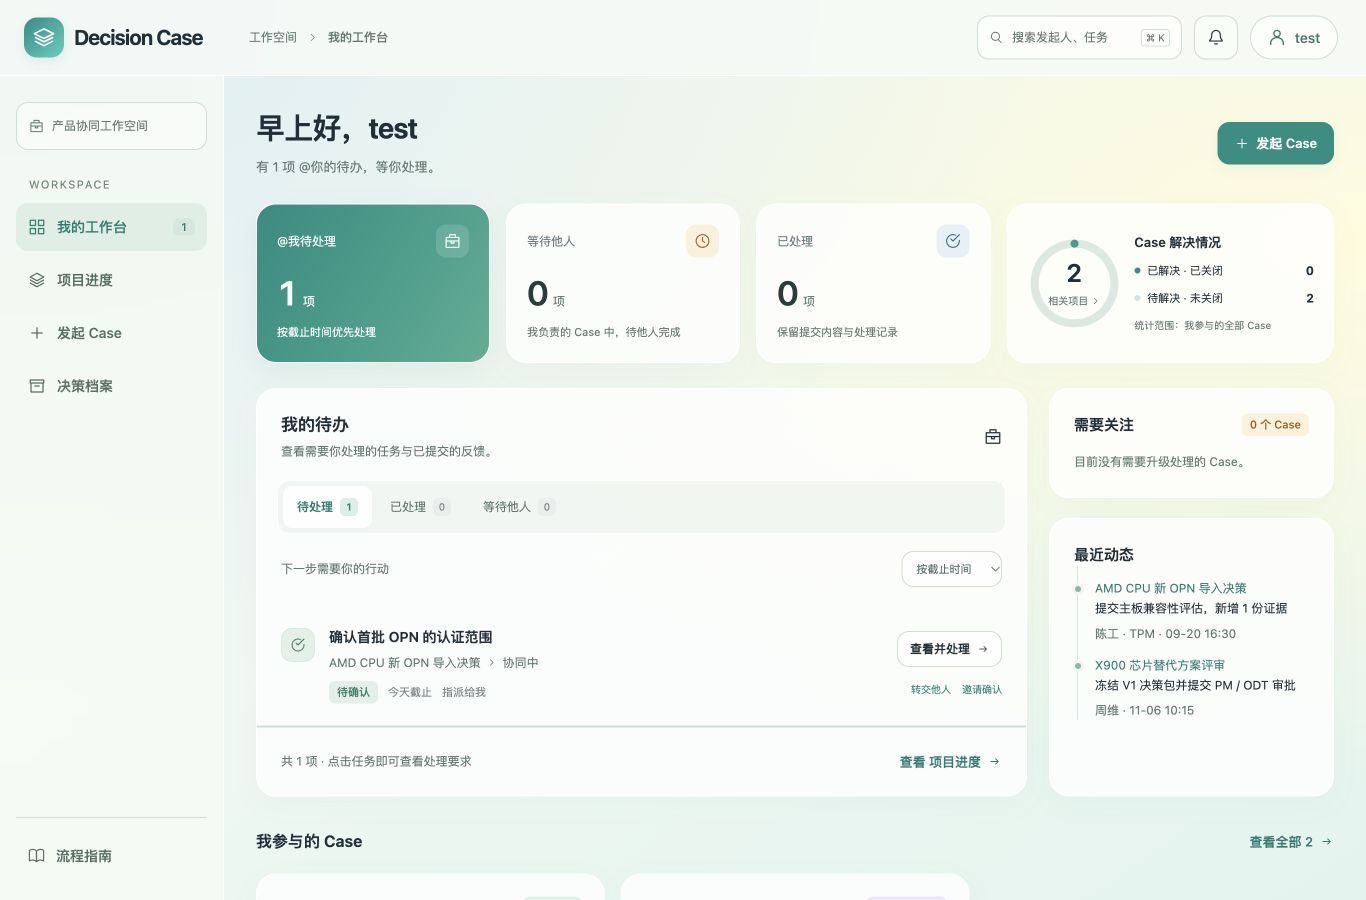 Decision Case
工作空间 > 我的工作台
搜索发起人、任务 ⌘ K
test
产品协同工作空间
WORKSPACE
我的工作台 1
项目进度
发起 Case
决策档案
流程指南
早上好，test
有 1 项 @你的待办，等你处理。
+ 发起 Case
@我待处理
1 项
按截止时间优先处理
等待他人
0 项
我负责的 Case 中，待他人完成
已处理
0 项
保留提交内容与处理记录
2
相关项目 >
Case 解决情况
已解决 · 已关闭 0
待解决 · 未关闭 2
统计范围：我参与的全部 Case
我的待办
查看需要你处理的任务与已提交的反馈。
待处理 1 已处理 0 等待他人 0
下一步需要你的行动
按截止时间
确认首批 OPN 的认证范围
AMD CPU 新 OPN 导入决策 > 协同中
待确认 今天截止 指派给我
查看并处理 →
转交他人 邀请确认
共 1 项 · 点击任务即可查看处理要求
查看 项目进度 →
需要关注
0 个 Case
目前没有需要升级处理的 Case。
最近动态
AMD CPU 新 OPN 导入决策
提交主板兼容性评估，新增 1 份证据
陈工 · TPM · 09-20 16:30
X900 芯片替代方案评审
冻结 V1 决策包并提交 PM / ODT 审批
周维 · 11-06 10:15
我参与的 Case
查看全部 2 →